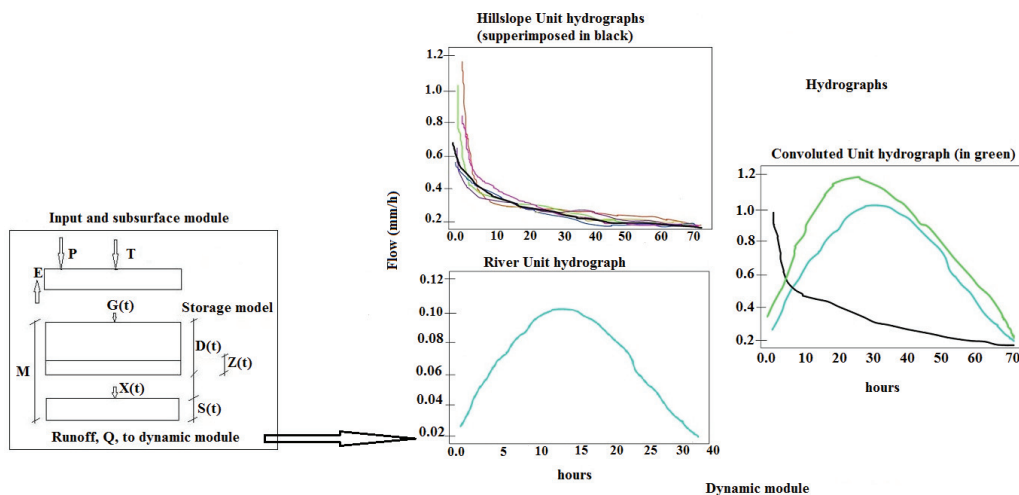 Hillslope Unit hydrographs
(supperimposed in black)
1.2
1.0
0.8
0.6
0.4
0.2
0.0 10 20 30 40 50 60 70
Flow (mm/h)
River Unit hydrograph
0.12
0.10
0.08
0.06
0.04
0.02
0.0 5 10 15 20 25 30 40
hours
Hydrographs
Convoluted Unit hydrograph (in green)
1.2
1.0
0.8
0.6
0.4
0.2
0.0 10 20 30 40 50 60 70
hours
Input and subsurface module
P T
E
G(t) Storage model
D(t)
Z(t)
M
X(t)
S(t)
Runoff, Q, to dynamic module
Dynamic module